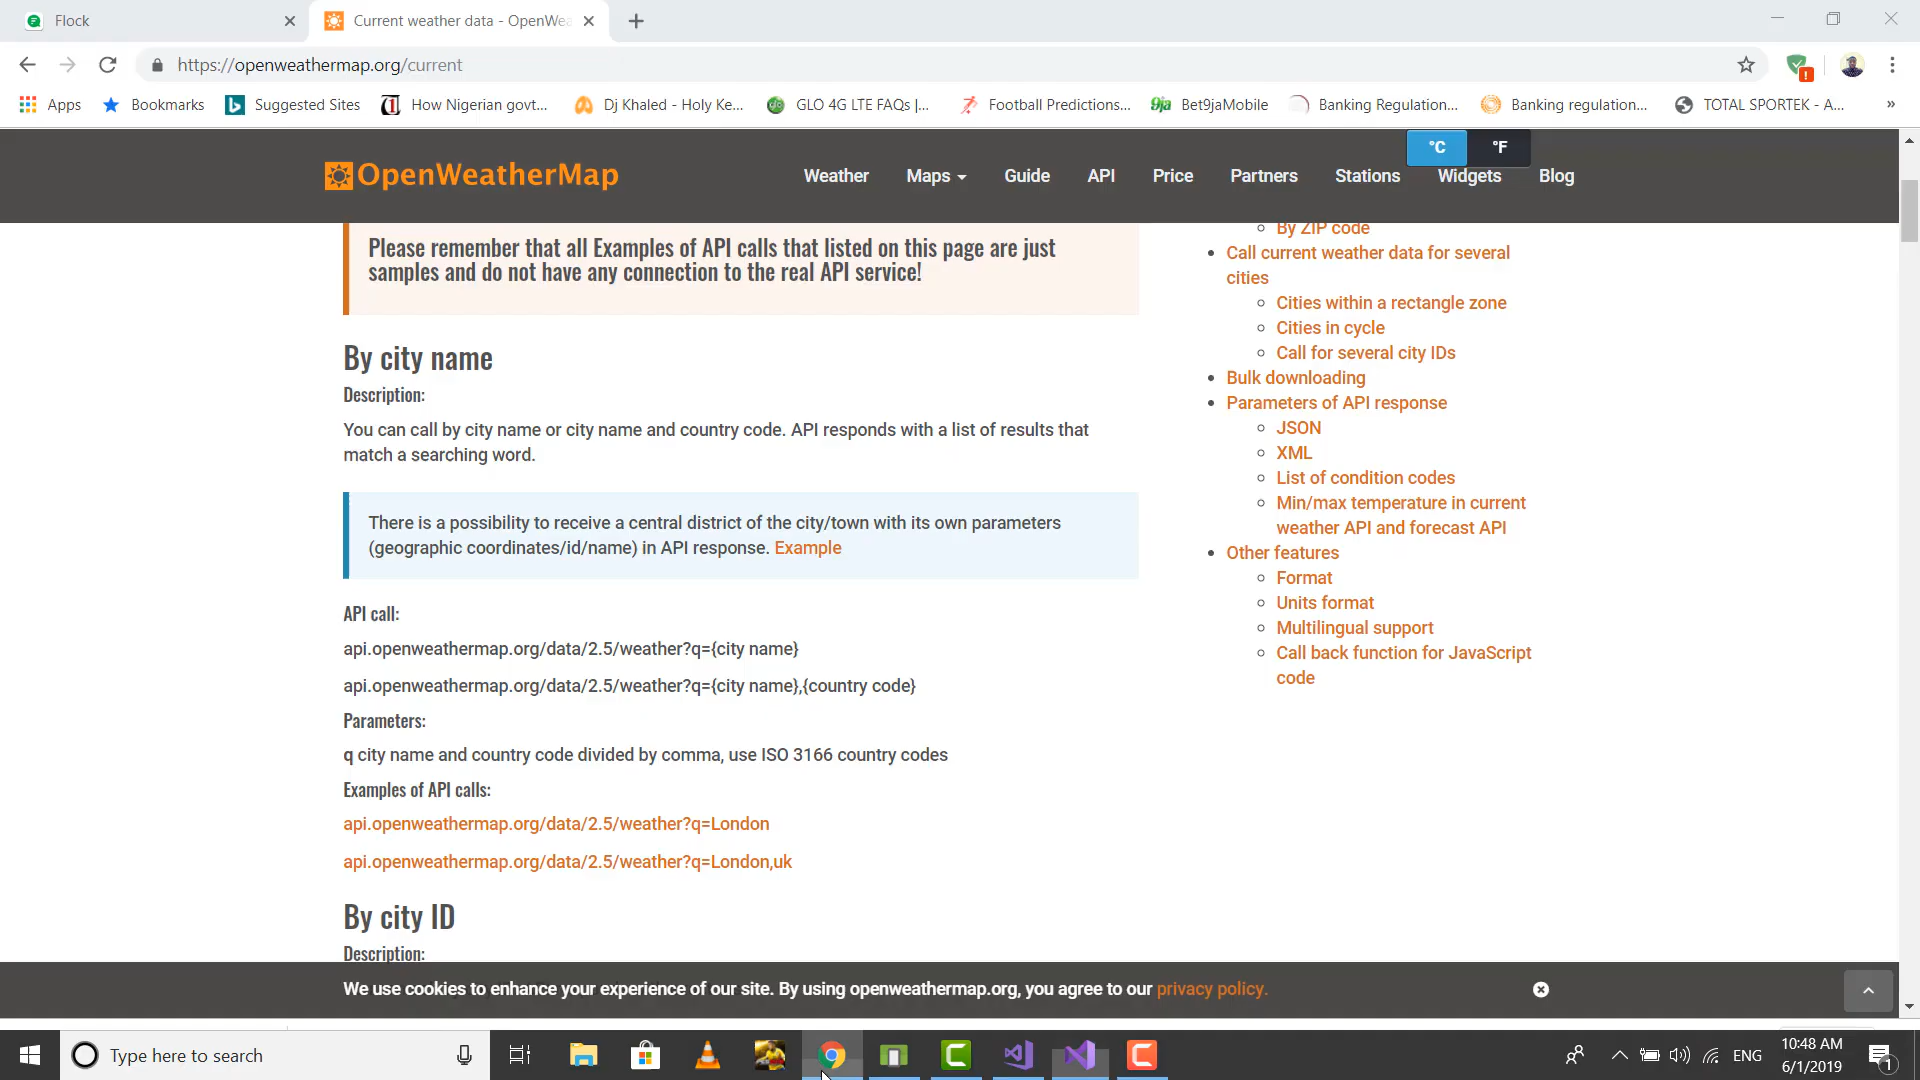 Flock
Current weather data - OpenWea
https://openweathermap.org/current
Apps
Bookmarks
Suggested Sites
How Nigerian govt...
Dj Khaled - Holy Ke...
GLO 4G LTE FAQs |...
Football Predictions...
Bet9jaMobile
Banking Regulation...
Banking regulation...
TOTAL SPORTEK - A...
»
°C
°F
OpenWeatherMap
Weather
Maps
Guide
API
Price
Partners
Stations
Widgets
Blog
Please remember that all Examples of API calls that listed on this page are just
samples and do not have any connection to the real API service!
By city name
Description:
You can call by city name or city name and country code. API responds with a list of results that
match a searching word.
There is a possibility to receive a central district of the city/town with its own parameters
(geographic coordinates/id/name) in API response. Example
API call:
api.openweathermap.org/data/2.5/weather?q={city name}
api.openweathermap.org/data/2.5/weather?q={city name},{country code}
Parameters:
q city name and country code divided by comma, use ISO 3166 country codes
Examples of API calls:
api.openweathermap.org/data/2.5/weather?q=London
api.openweathermap.org/data/2.5/weather?q=London,uk
By city ID
Description:
By ZIP code
Call current weather data for several
cities
Cities within a rectangle zone
Cities in cycle
Call for several city IDs
Bulk downloading
Parameters of API response
JSON
XML
List of condition codes
Min/max temperature in current
weather API and forecast API
Other features
Format
Units format
Multilingual support
Call back function for JavaScript
code
We use cookies to enhance your experience of our site. By using openweathermap.org, you agree to our privacy policy.
Type here to search
ENG
10:48 AM
6/1/2019
1